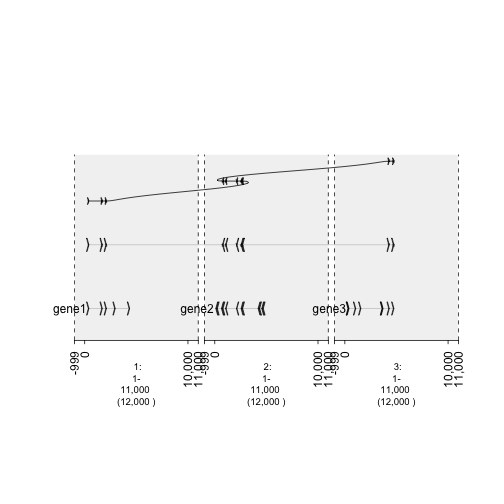 gene1 gene2 gene3
-999 0 10,000 11,000 -999 0 10,000 11,000 -999 0 10,000 11,000
1: 2: 3:
1- 1- 1-
11,000 11,000 11,000
(12,000 ) (12,000 ) (12,000 )